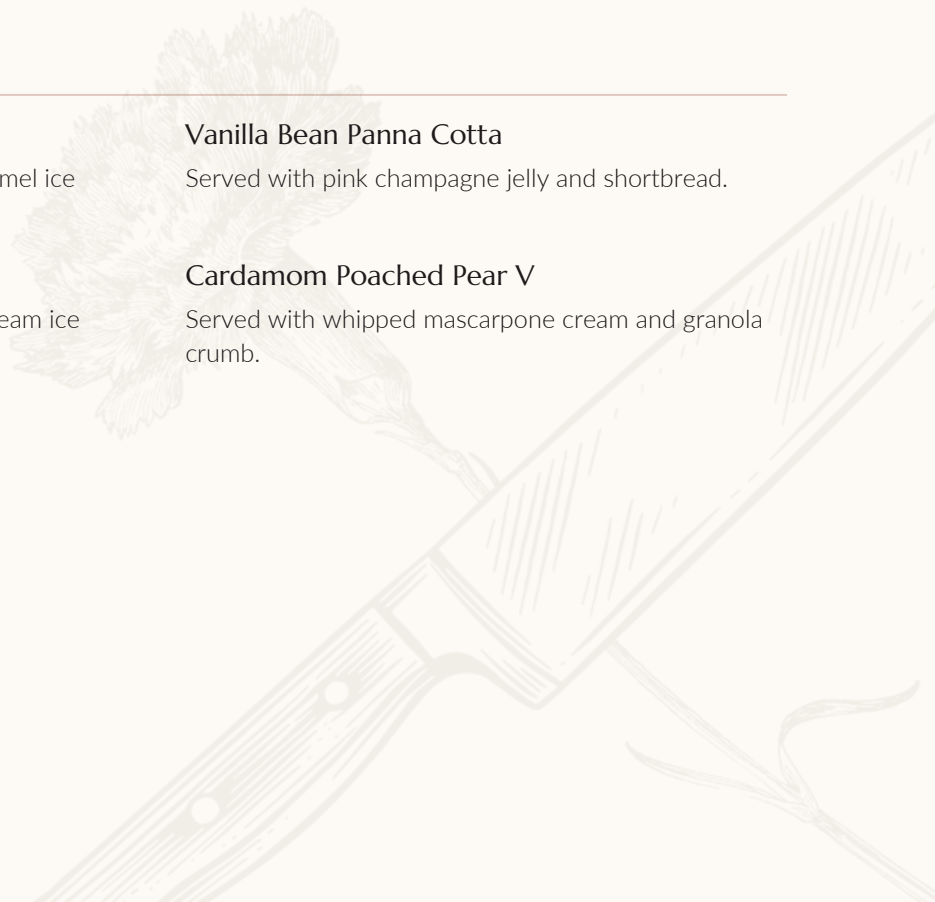 Vanilla Bean Panna Cotta
mel ice
Served with pink champagne jelly and shortbread.
Cardamom Poached Pear V
eam ice
Served with whipped mascarpone cream and granola
crumb.